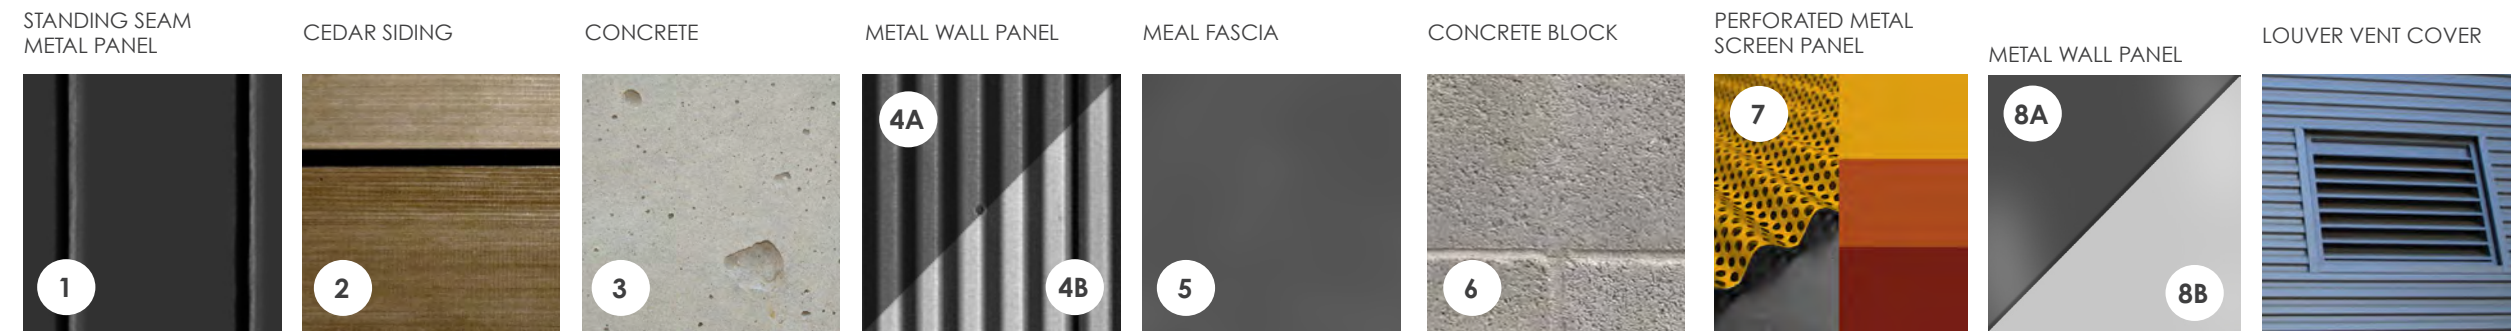 STANDING SEAM
METAL PANEL
CEDAR SIDING
CONCRETE
METAL WALL PANEL
MEAL FASCIA
CONCRETE BLOCK
PERFORATED METAL
SCREEN PANEL
METAL WALL PANEL
LOUVER VENT COVER
1
2
3
4A
4B
5
6
7
8A
8B